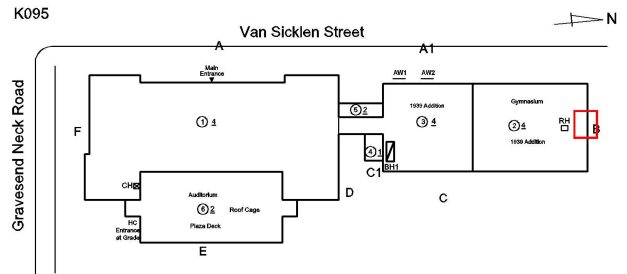 K095
Van Sicklen Street
N
A
A1
Main
Entrance
AW1 AW2
Gravesend Neck Road
F
1 4
5 2
1939 Addition
3 4
Gymnasium
2 4
RH
B
1939 Addition
4 1
BH1
C1
CH
Auditorium
6 2
Roof Cage
Plaza Deck
D
C
HC
Entrance
at Grade
E